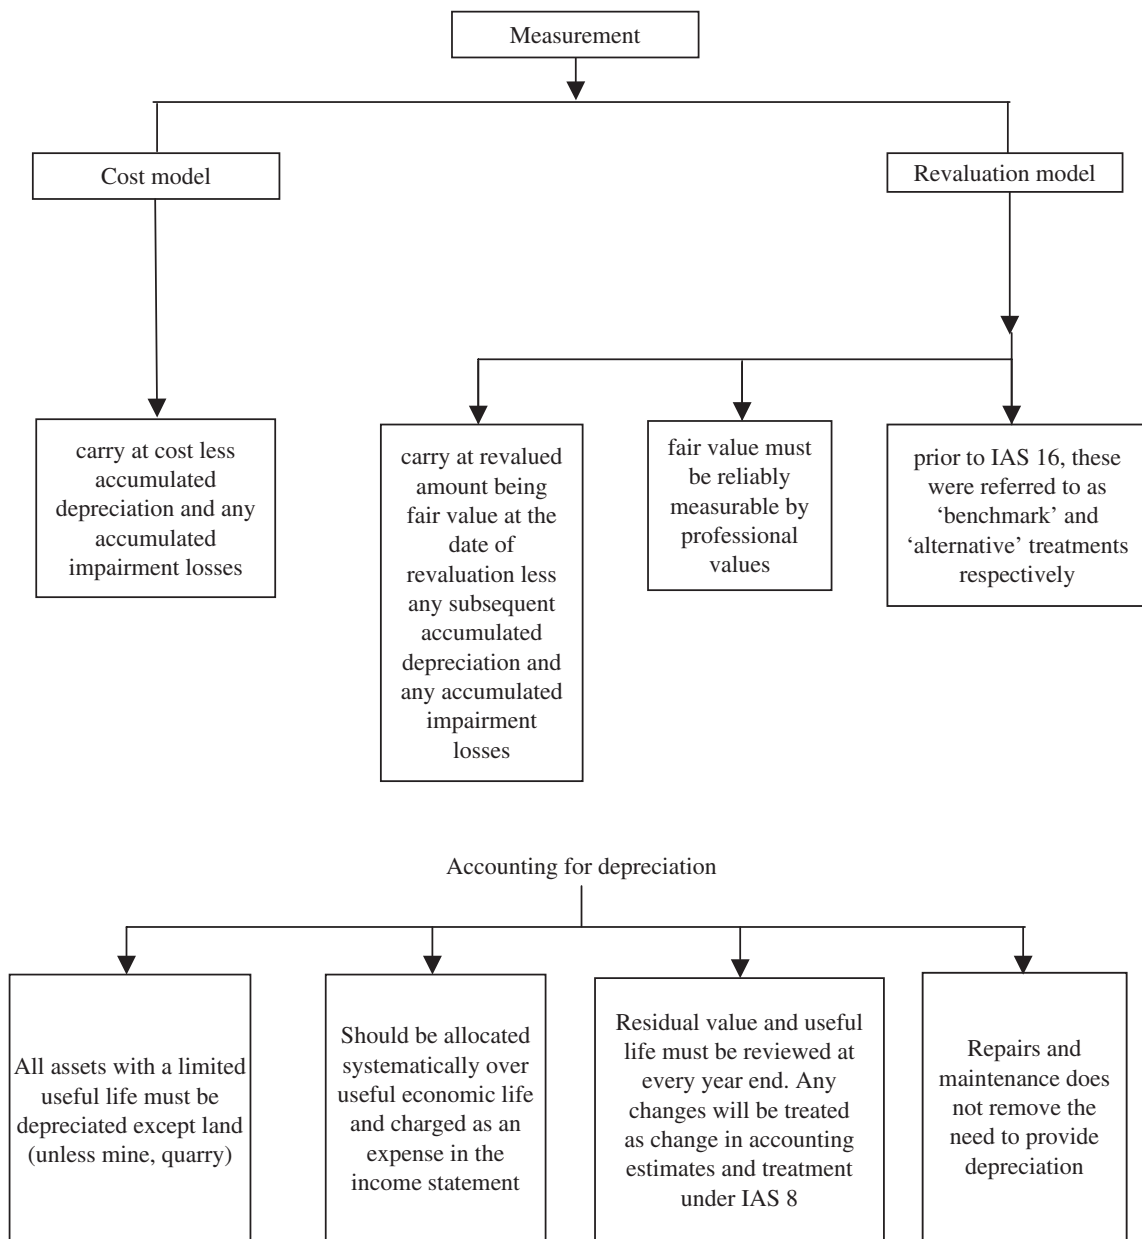 Measurement
Cost model
Revaluation model
carry at cost less
accumulated
depreciation and any
accumulated
impairment losses
carry at revalued
amount being
fair value at the
date of
revaluation less
any subsequent
accumulated
depreciation and
any accumulated
impairment
losses
fair value must
be reliably
measurable by
professional
values
prior to IAS 16, these
were referred to as
‘benchmark’ and
‘alternative’ treatments
respectively
Accounting for depreciation
All assets with a limited
useful life must be
depreciated except land
(unless mine, quarry)
Should be allocated
systematically over
useful economic life
and charged as an
expense in the
income statement
Residual value and useful
life must be reviewed at
every year end. Any
changes will be treated
as change in accounting
estimates and treatment
under IAS 8
Repairs and
maintenance does
not remove the
need to provide
depreciation